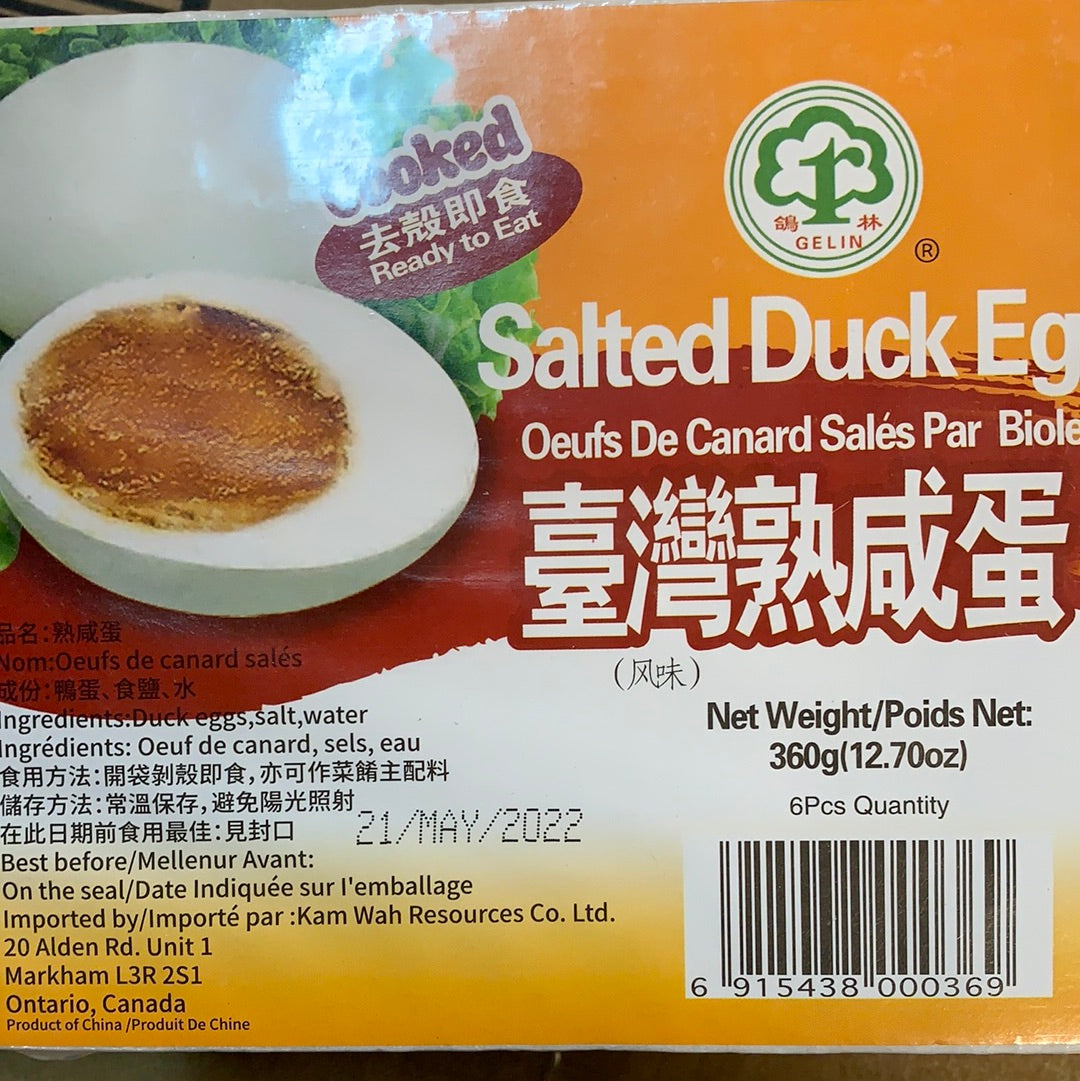 Cooked
去殼即食
Ready to Eat
鴿 林
GELIN
®
Salted Duck Eg
Oeufs De Canard Salés Par Biole
臺灣熟咸蛋
(风味)
品名:熟咸蛋
Nom:Oeufs de canard salés
成份:鴨蛋、食鹽、水
Ingredients:Duck eggs,salt,water
Ingrédients: Oeuf de canard, sels, eau
食用方法:開袋剝殼即食,亦可作菜餚主配料
儲存方法:常溫保存,避免陽光照射
在此日期前食用最佳:見封口
21/MAY/2022
Best before/Mellenur Avant:
On the seal/Date Indiquée sur l'emballage
Imported by/Importé par :Kam Wah Resources Co. Ltd.
20 Alden Rd. Unit 1
Markham L3R 2S1
Ontario, Canada
Product of China /Produit De Chine
Net Weight/Poids Net:
360g(12.70oz)
6Pcs Quantity
6 915438 000369